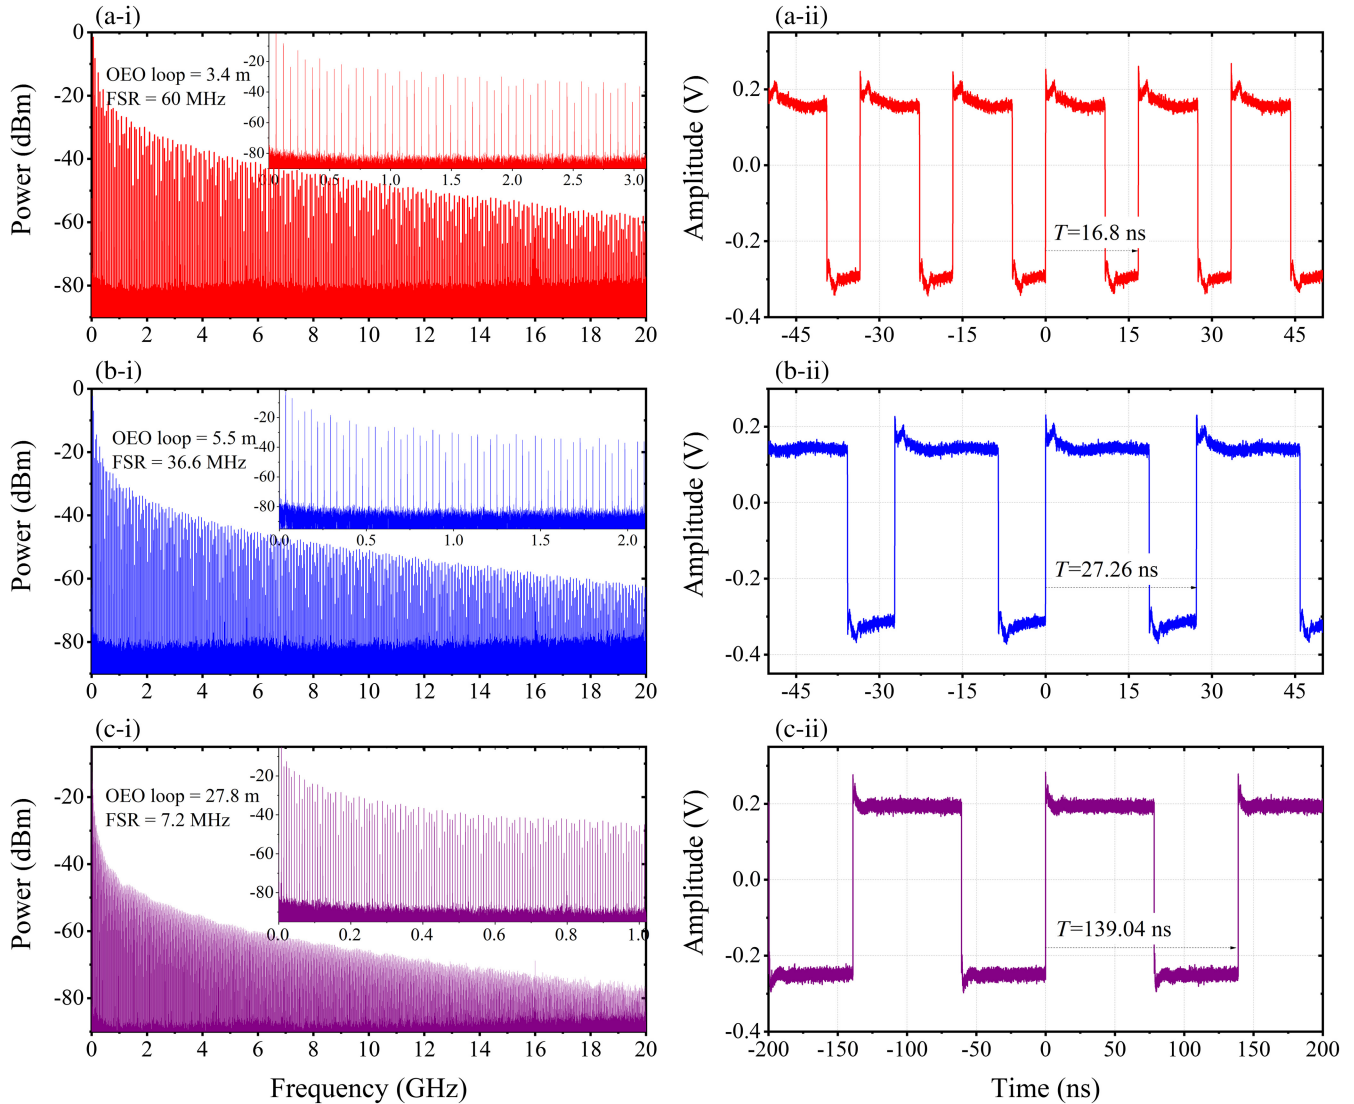 (a-i)
Power (dBm)
0
-20
-40
-60
-80
OEO loop = 3.4 m
FSR = 60 MHz
-20
-40
-60
-80
0.0 0.5 1.0 1.5 2.0 2.5 3.0
0 2 4 6 8 10 12 14 16 18 20
(a-ii)
Amplitude (V)
0.2
0.0
-0.2
-0.4
T=16.8 ns
-45 -30 -15 0 15 30 45
(b-i)
Power (dBm)
0
-20
-40
-60
-80
OEO loop = 5.5 m
FSR = 36.6 MHz
-20
-40
-60
-80
0.0 0.5 1.0 1.5 2.0
0 2 4 6 8 10 12 14 16 18 20
(b-ii)
Amplitude (V)
0.2
0.0
-0.2
-0.4
T=27.26 ns
-45 -30 -15 0 15 30 45
(c-i)
Power (dBm)
-20
-40
-60
-80
OEO loop = 27.8 m
FSR = 7.2 MHz
-20
-40
-60
-80
0.0 0.2 0.4 0.6 0.8 1.0
0 2 4 6 8 10 12 14 16 18 20
Frequency (GHz)
(c-ii)
Amplitude (V)
0.2
0.0
-0.2
-0.4
T=139.04 ns
-200 -150 -100 -50 0 50 100 150 200
Time (ns)